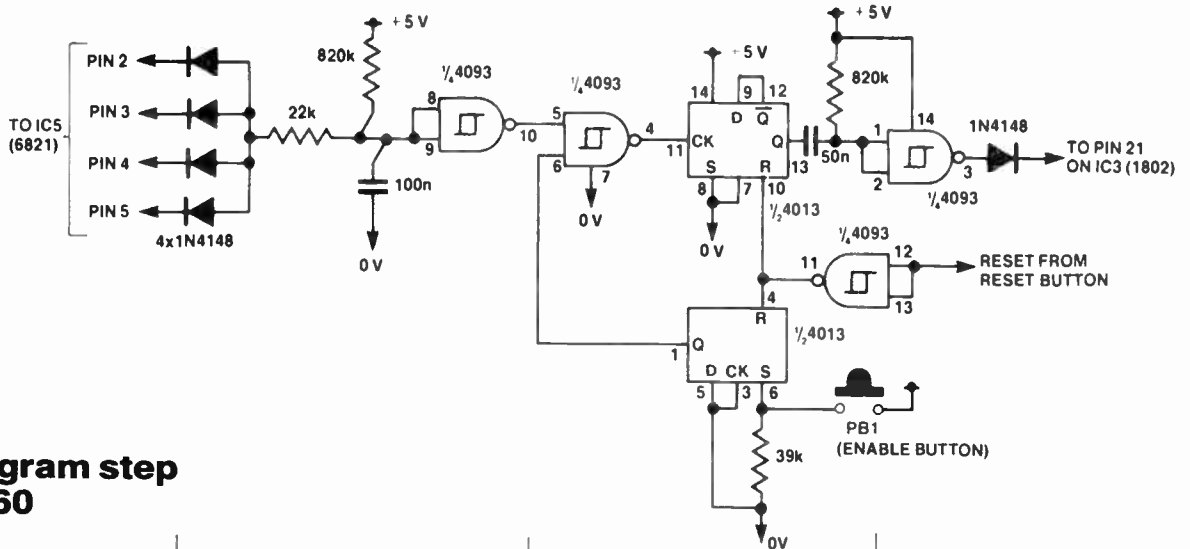 +5 V
+5 V
+5 V
820k
820k
TO IC5
(6821)
PIN 2
PIN 3
PIN 4
PIN 5
4x1N4148
22k
100n
0 V
¼4093
8
9
10
¼4093
5
6
4
7
0 V
14
9
12
D
Q
CK
11
Q
13
S
R
8
7
10
0 V
½4013
50n
1
2
14
3
¼4093
1N4148
TO PIN 21
ON IC3 (1802)
¼4093
11
12
13
RESET FROM
RESET BUTTON
4
R
½4013
1
Q
D CK S
5
3
6
PB1
(ENABLE BUTTON)
39k
0V
gram step
60